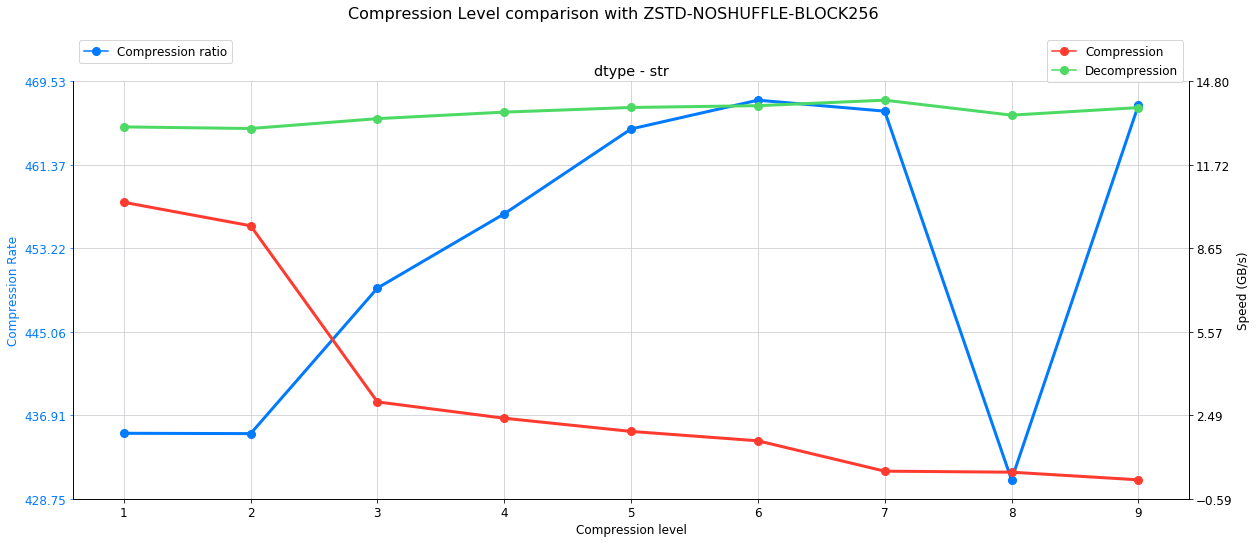 Compression Level comparison with ZSTD-NOSHUFFLE-BLOCK256
Compression ratio
Compression
Decompression
dtype - str
469.53
461.37
453.22
445.06
436.91
428.75
Compression Rate
14.80
11.72
8.65
5.57
2.49
−0.59
Speed (GB/s)
1 2 3 4 5 6 7 8 9
Compression level